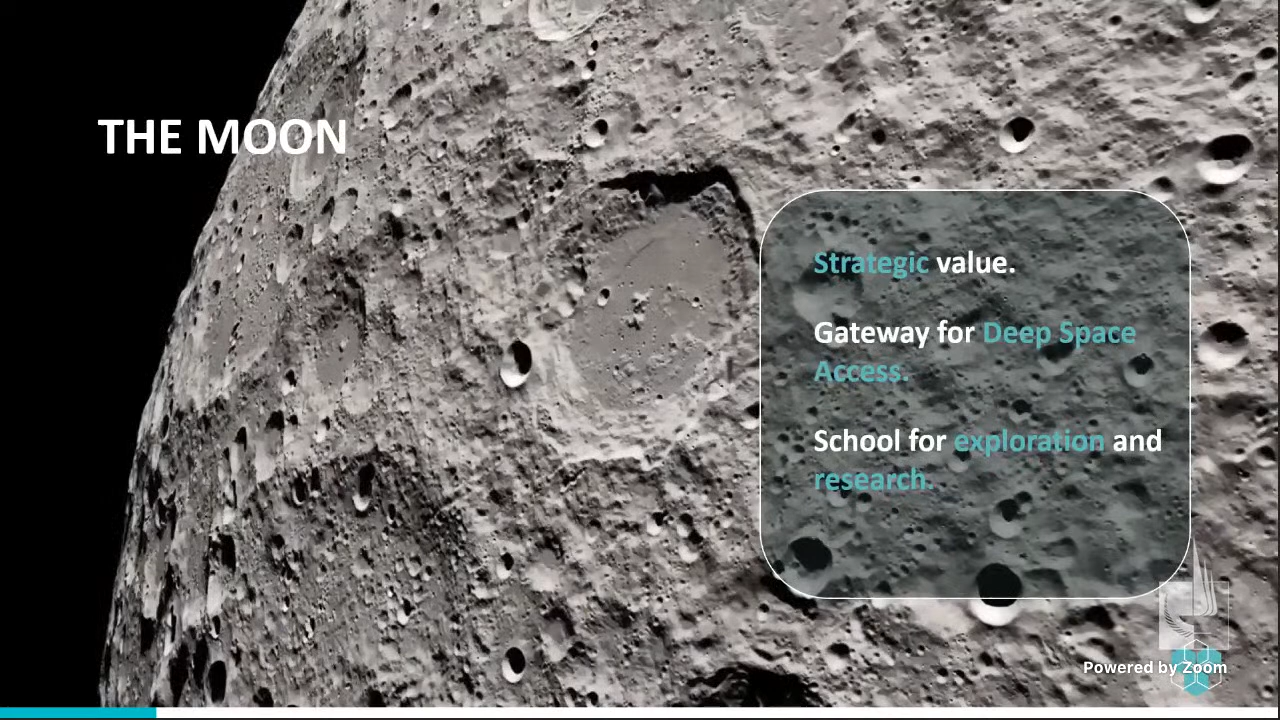 THE MOON
Strategic value.
Gateway for Deep Space
Access.
School for exploration and
research.
Powered by Zoom